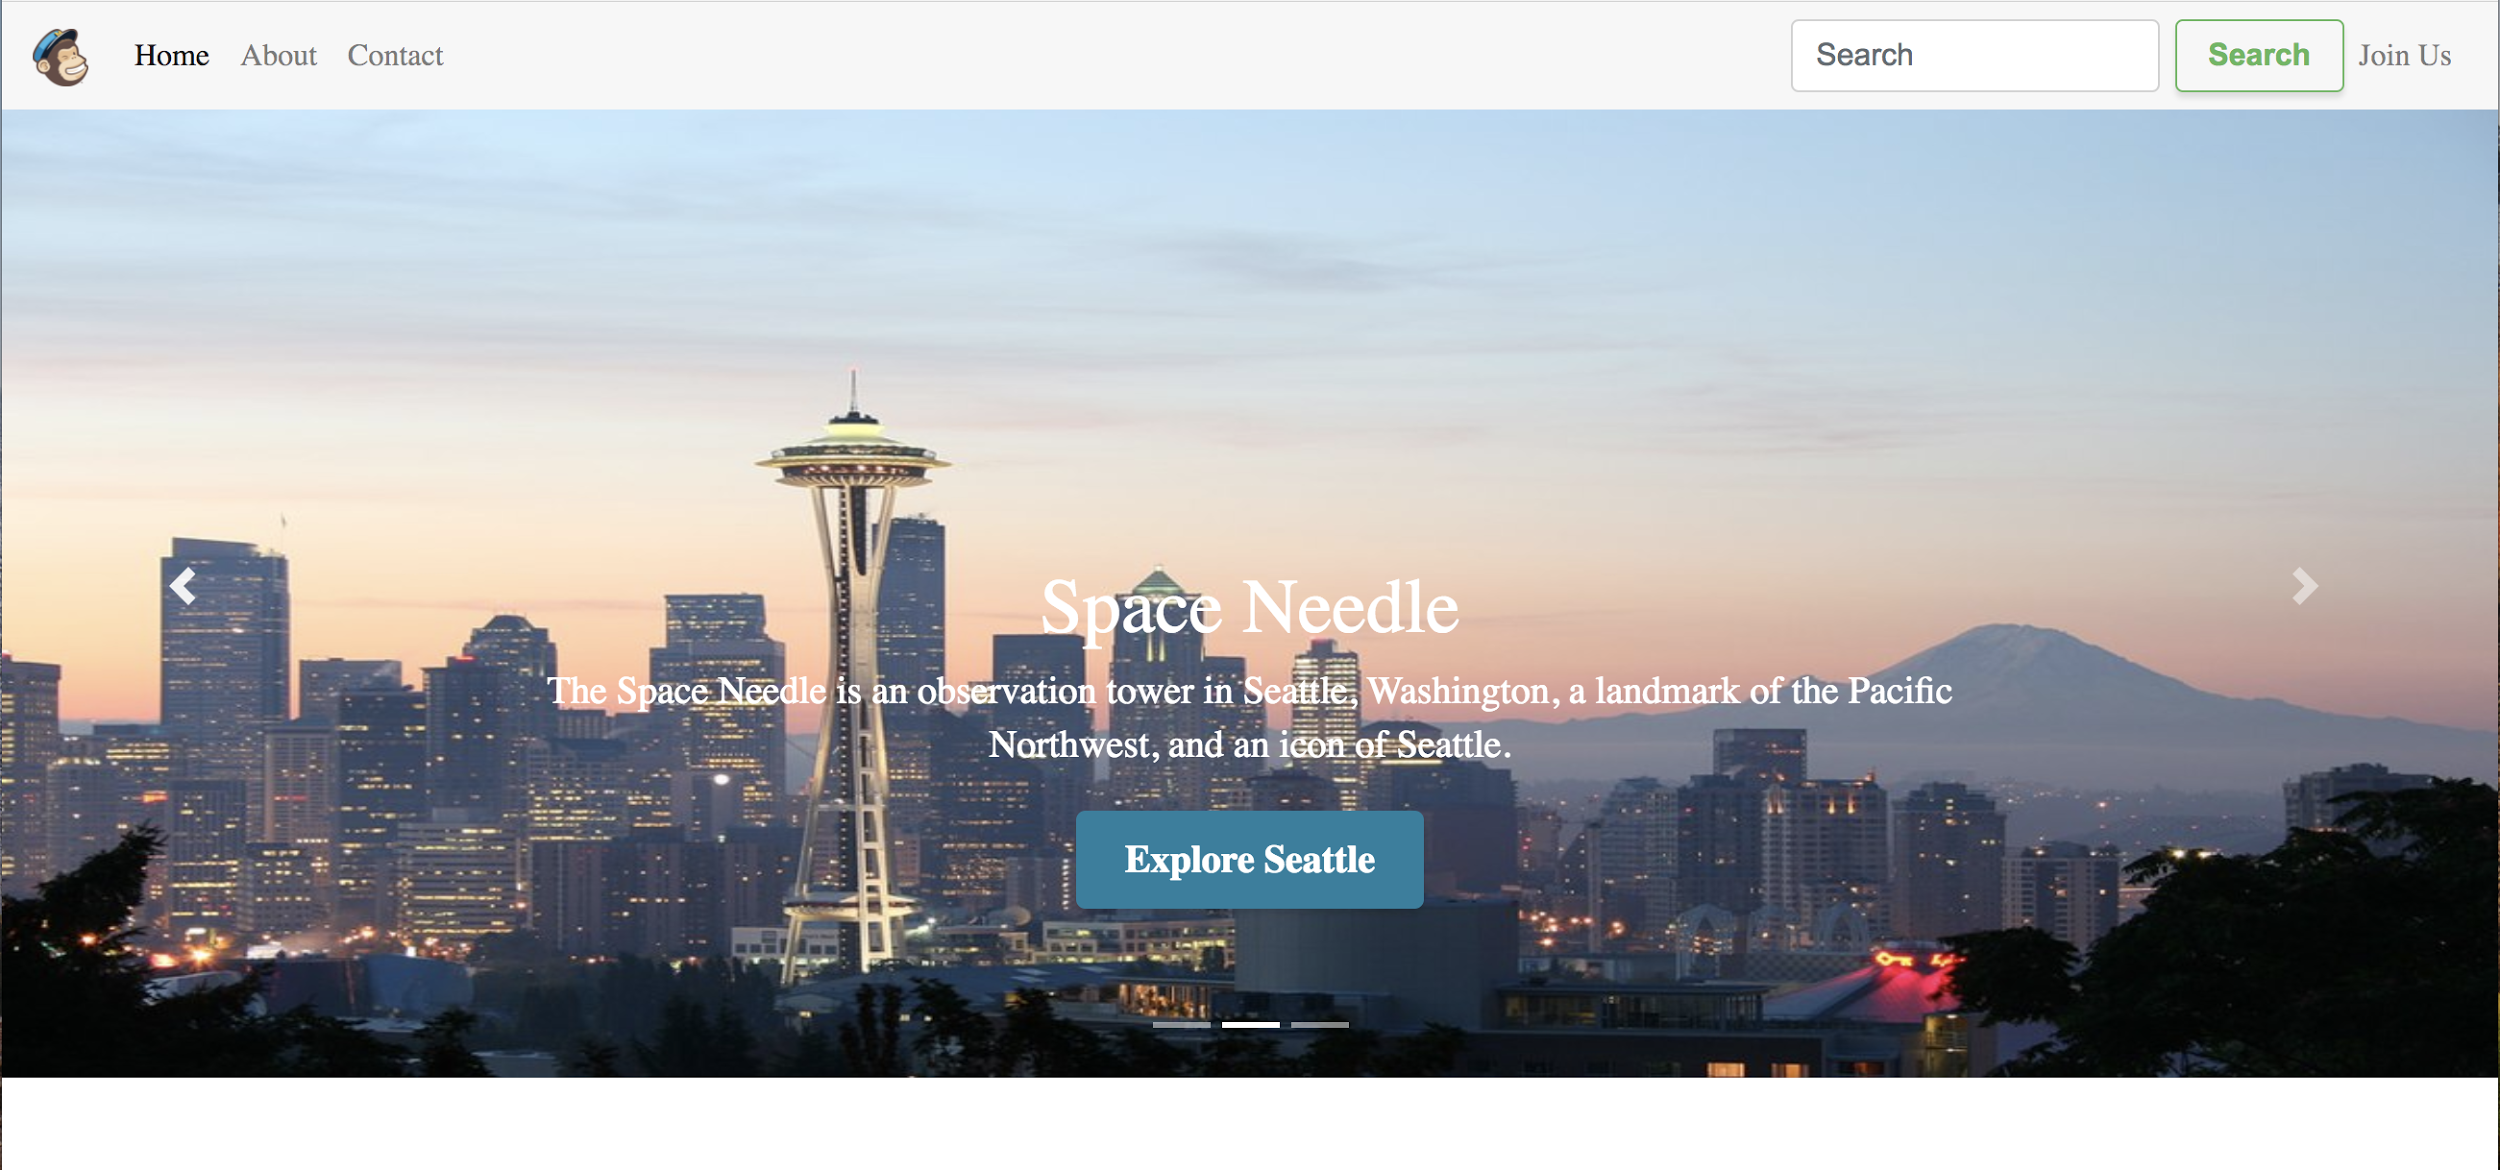 Home About Contact Search Search Join Us
Space Needle
The Space Needle is an observation tower in Seattle, Washington, a landmark of the Pacific
Northwest, and an icon of Seattle.
Explore Seattle